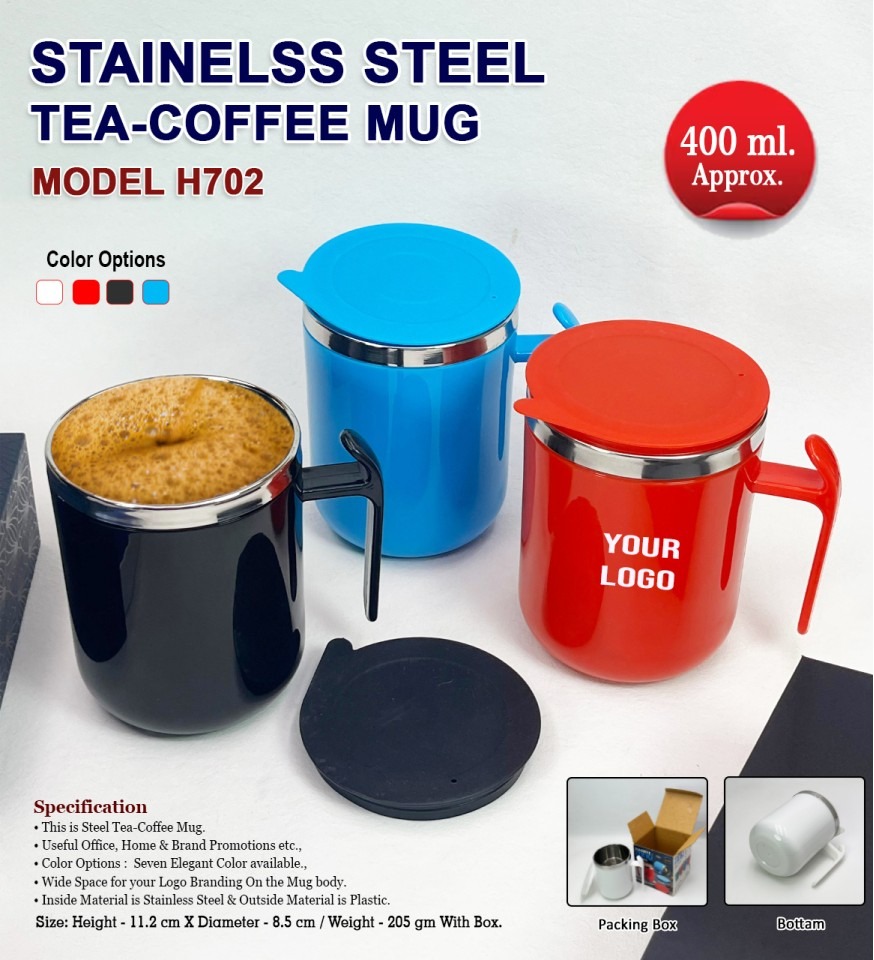 STAINELSS STEEL
TEA-COFFEE MUG
MODEL H702
400 ml.
Approx.
Color Options
YOUR
LOGO
Specification
• This is Steel Tea-Coffee Mug.
• Useful Office, Home & Brand Promotions etc.,
• Color Options : Seven Elegant Color available.,
• Wide Space for your Logo Branding On the Mug body.
• Inside Material is Stainless Steel & Outside Material is Plastic.
Size: Height - 11.2 cm X Diameter - 8.5 cm / Weight - 205 gm With Box.
Packing Box
Bottam